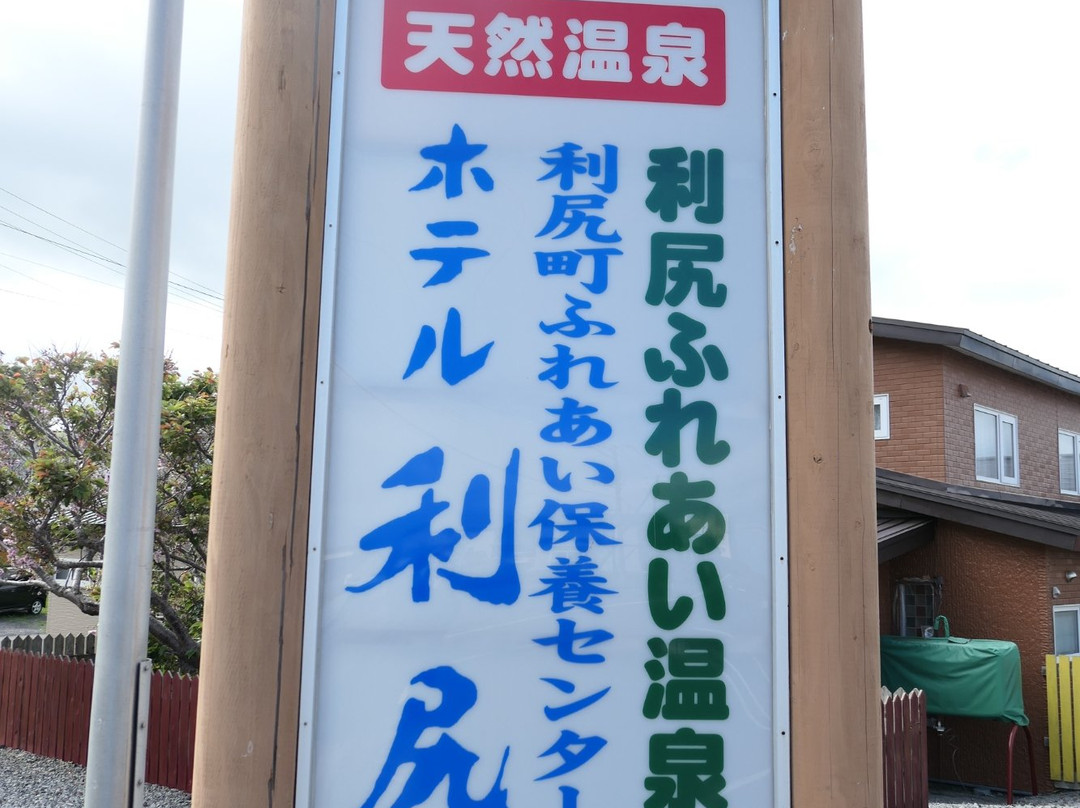 天然温泉
利尻ふれあい温泉
利尻町ふれあい保養センター
ホテル利尻